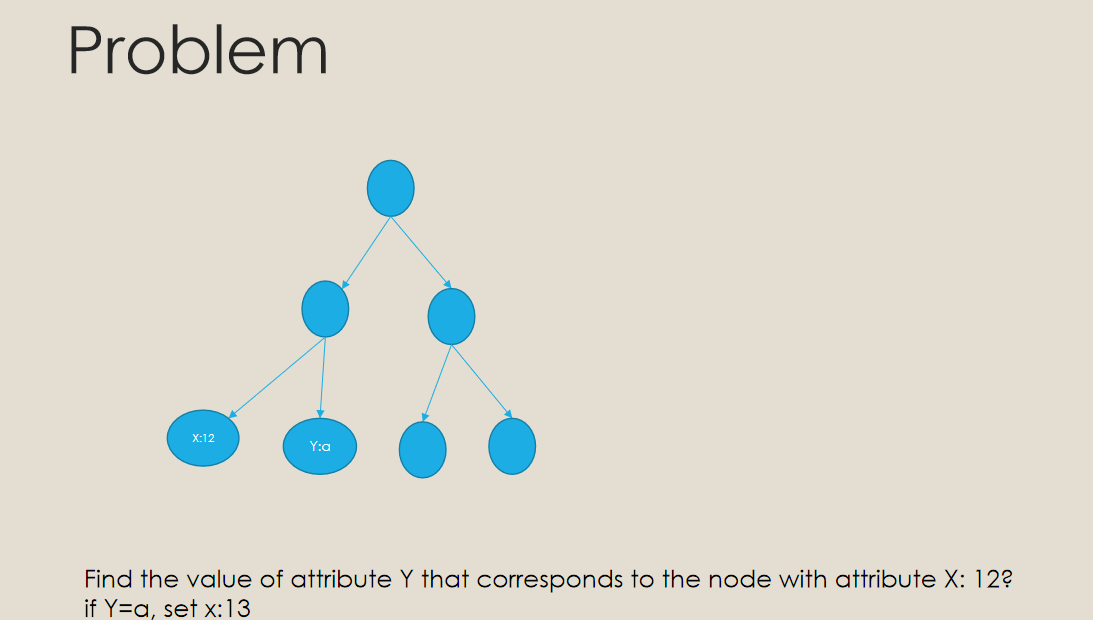 Problem
X:12
Y:a
Find the value of attribute Y that corresponds to the node with attribute X: 12?
if Y=a, set x:13